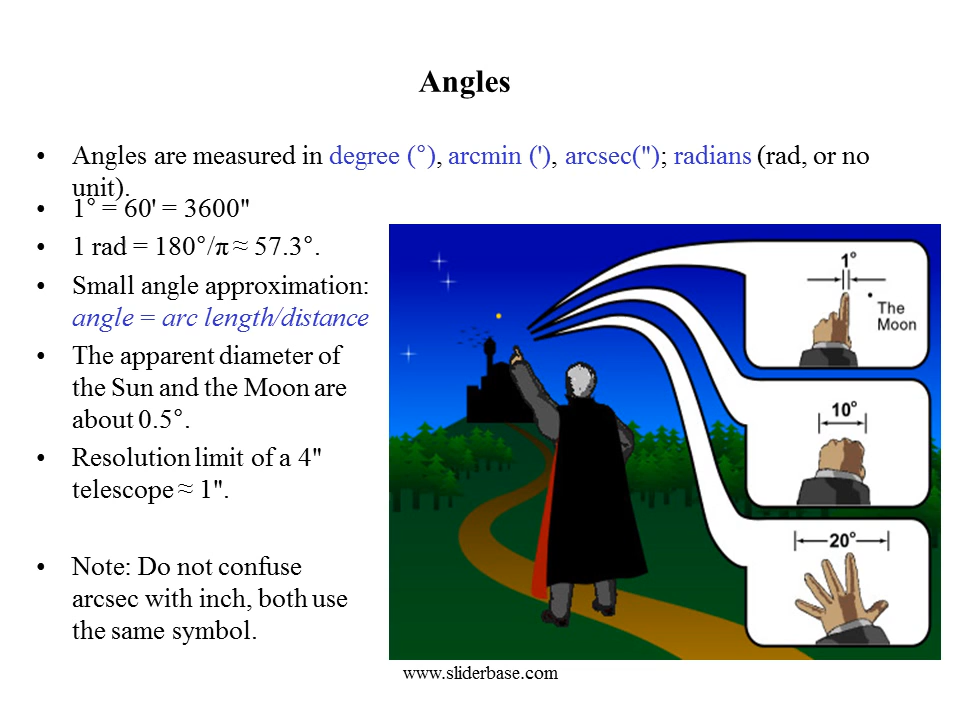 Angles
• Angles are measured in degree (°), arcmin ('), arcsec("); radians (rad, or no
unit).
• 1° = 60' = 3600"
• 1 rad = 180°/π ≈ 57.3°.
• Small angle approximation:
angle = arc length/distance
• The apparent diameter of
the Sun and the Moon are
about 0.5°.
• Resolution limit of a 4"
telescope ≈ 1".
• Note: Do not confuse
arcsec with inch, both use
the same symbol.
1°
The
Moon
10°
20°
www.sliderbase.com